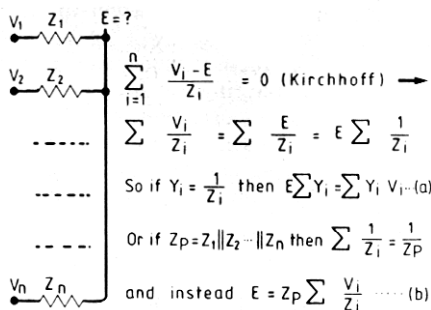 V1 Z1 E=?
V2 Z2
n ∑ i=1 Vi-E/Zi = 0 (Kirchhoff) →
∑ Vi/Zi = ∑ E/Zi = E ∑ 1/Zi
So if Yi = 1/Zi then E∑Yi = ∑ Yi Vi··(a)
Or if Zp=Z1||Z2···||Zn then ∑ 1/Zi = 1/ZP
Vn Zn
and instead E = Zp ∑ Vi/Zi ····· (b)